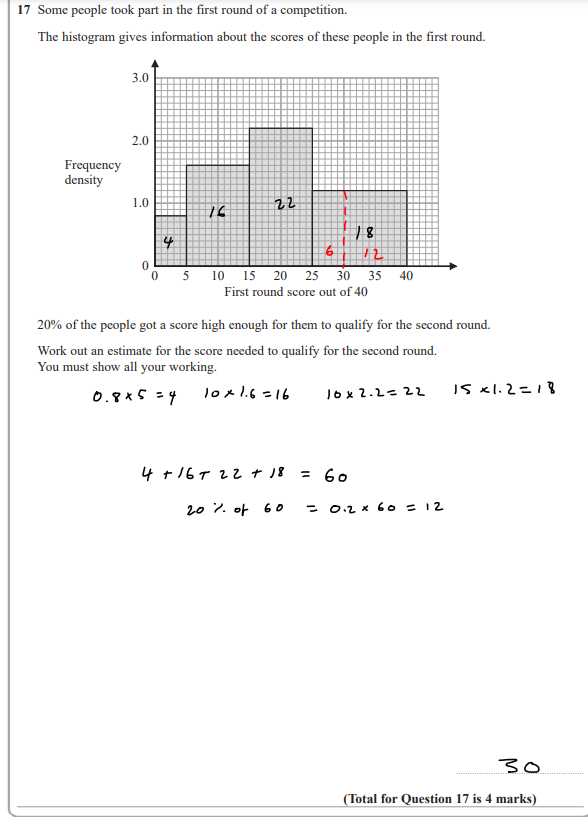 17 Some people took part in the first round of a competition.
The histogram gives information about the scores of these people in the first round.
3.0
2.0
Frequency
density
1.0
0
4
16
22
18
6
12
0 5 10 15 20 25 30 35 40
First round score out of 40
20% of the people got a score high enough for them to qualify for the second round.
Work out an estimate for the score needed to qualify for the second round.
You must show all your working.
0.8 × 5 = 4 10 × 1.6 = 16 10 × 2.2 = 22 15 × 1.2 = 18
4 + 16 + 22 + 18 = 60
20 % of 60 = 0.2 × 60 = 12
30
(Total for Question 17 is 4 marks)